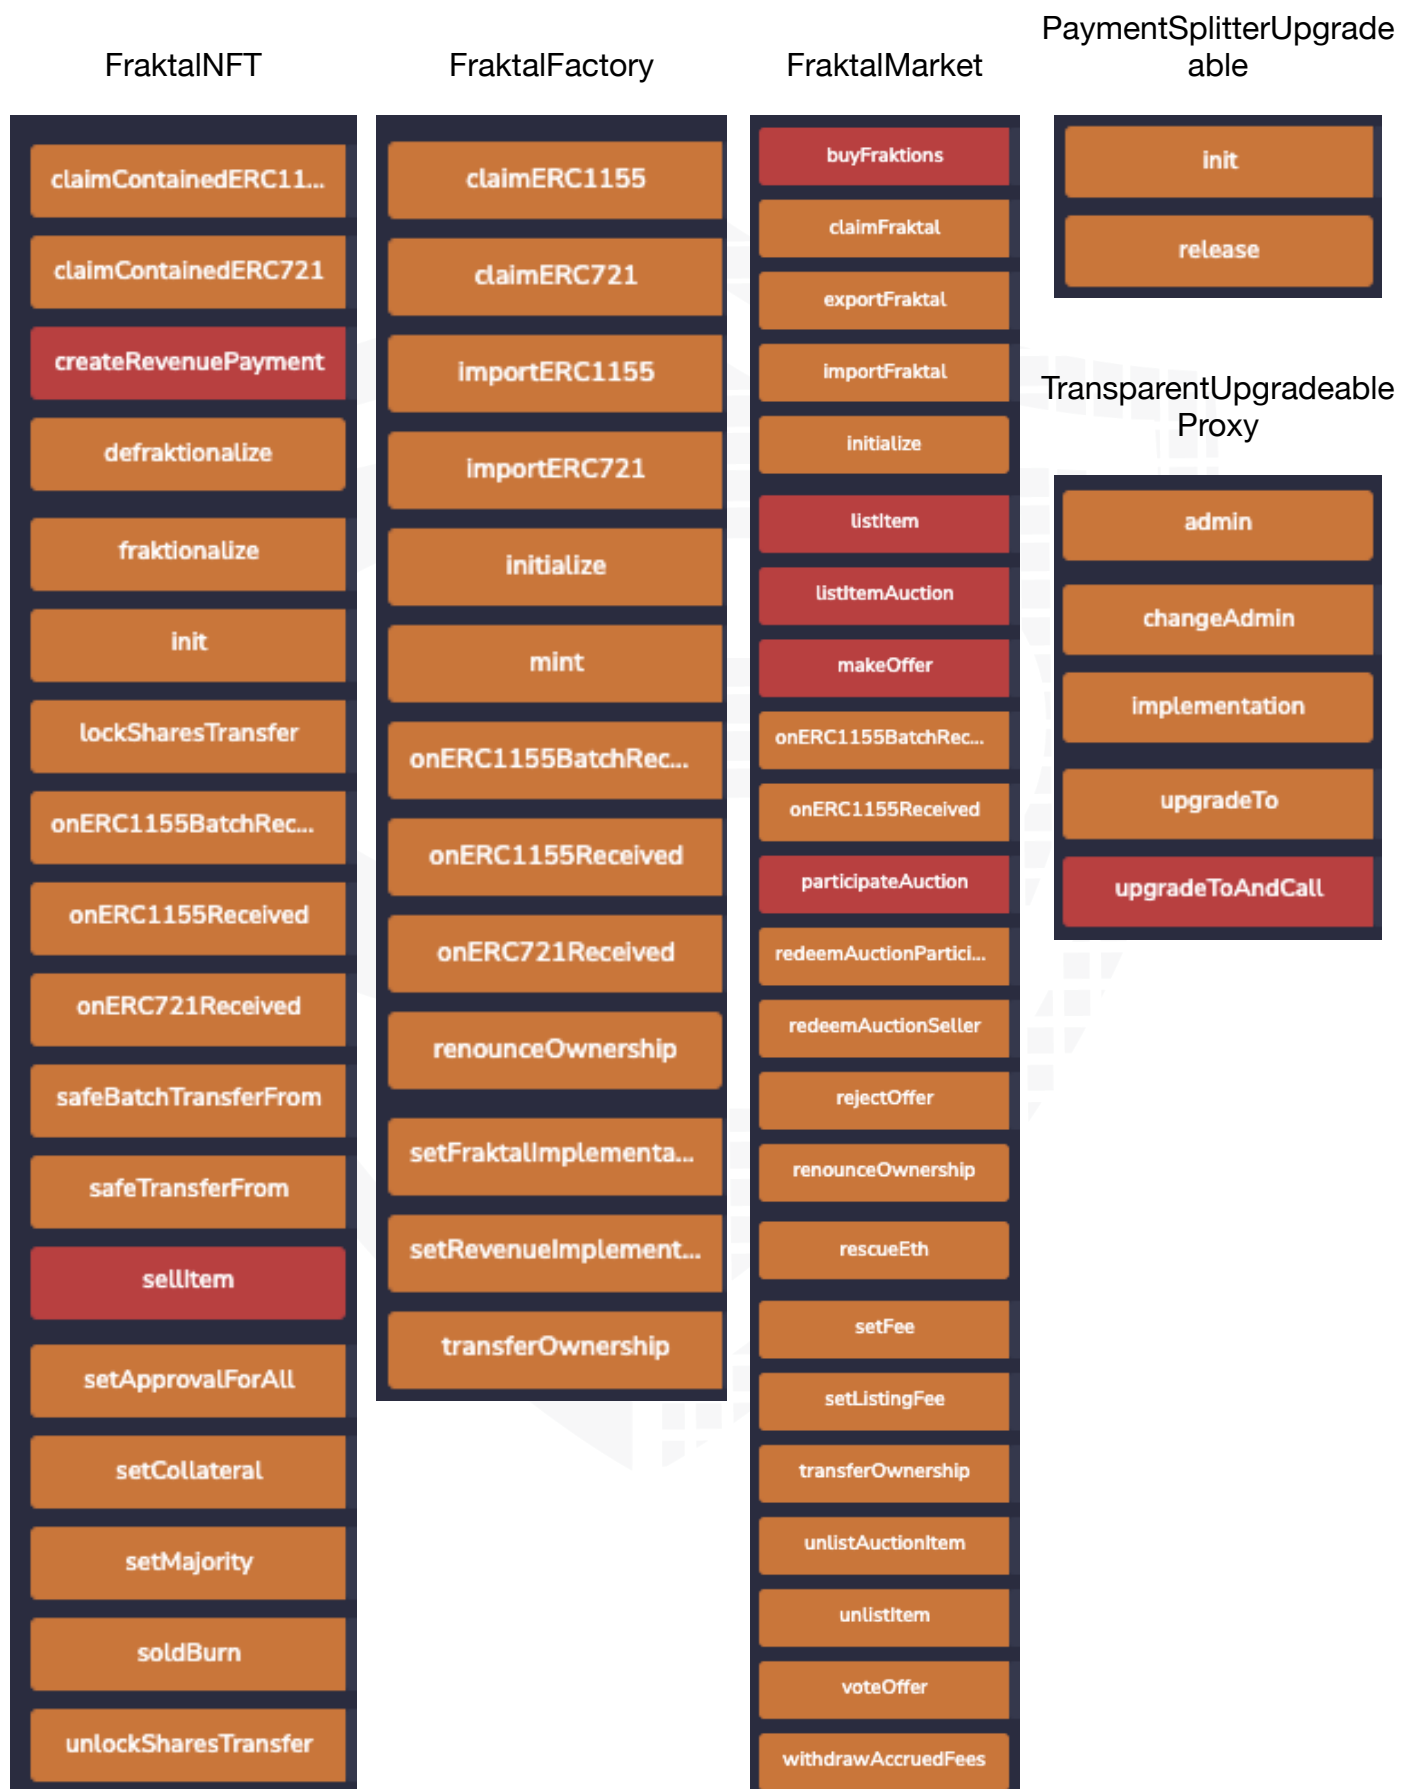 FraktalNFT
claimContainedERC11...
claimContainedERC721
createRevenuePayment
defraktionalize
fraktionalize
init
lockSharesTransfer
onERC1155BatchRec...
onERC1155Received
onERC721Received
safeBatchTransferFrom
safeTransferFrom
sellItem
setApprovalForAll
setCollateral
setMajority
soldBurn
unlockSharesTransfer
FraktalFactory
claimERC1155
claimERC721
importERC1155
importERC721
initialize
mint
onERC1155BatchRec...
onERC1155Received
onERC721Received
renounceOwnership
setFraktalImplementa...
setRevenueImplement...
transferOwnership
FraktalMarket
buyFraktions
claimFraktal
exportFraktal
importFraktal
initialize
listItem
listItemAuction
makeOffer
onERC1155BatchRec...
onERC1155Received
participateAuction
redeemAuctionPartici...
redeemAuctionSeller
rejectOffer
renounceOwnership
rescueEth
setFee
setListingFee
transferOwnership
unlistAuctionItem
unlistItem
voteOffer
withdrawAccruedFees
PaymentSplitterUpgrade
able
init
release
TransparentUpgradeable
Proxy
admin
changeAdmin
implementation
upgradeTo
upgradeToAndCall